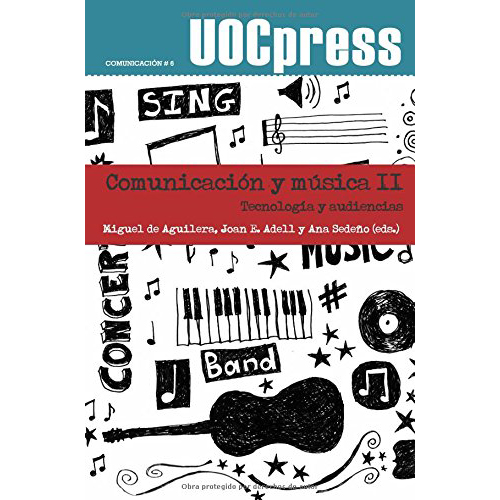 Obra protegida por derechos de autor
UOCpress
COMUNICACIÓN # 6
SING
Comunicación y música II
Tecnología y audiencias
Miguel de Aguilera, Joan E. Adell y Ana Sedeño (eds.)
MUSIC
CONCERT
Band
Obra protegida por derechos de autor